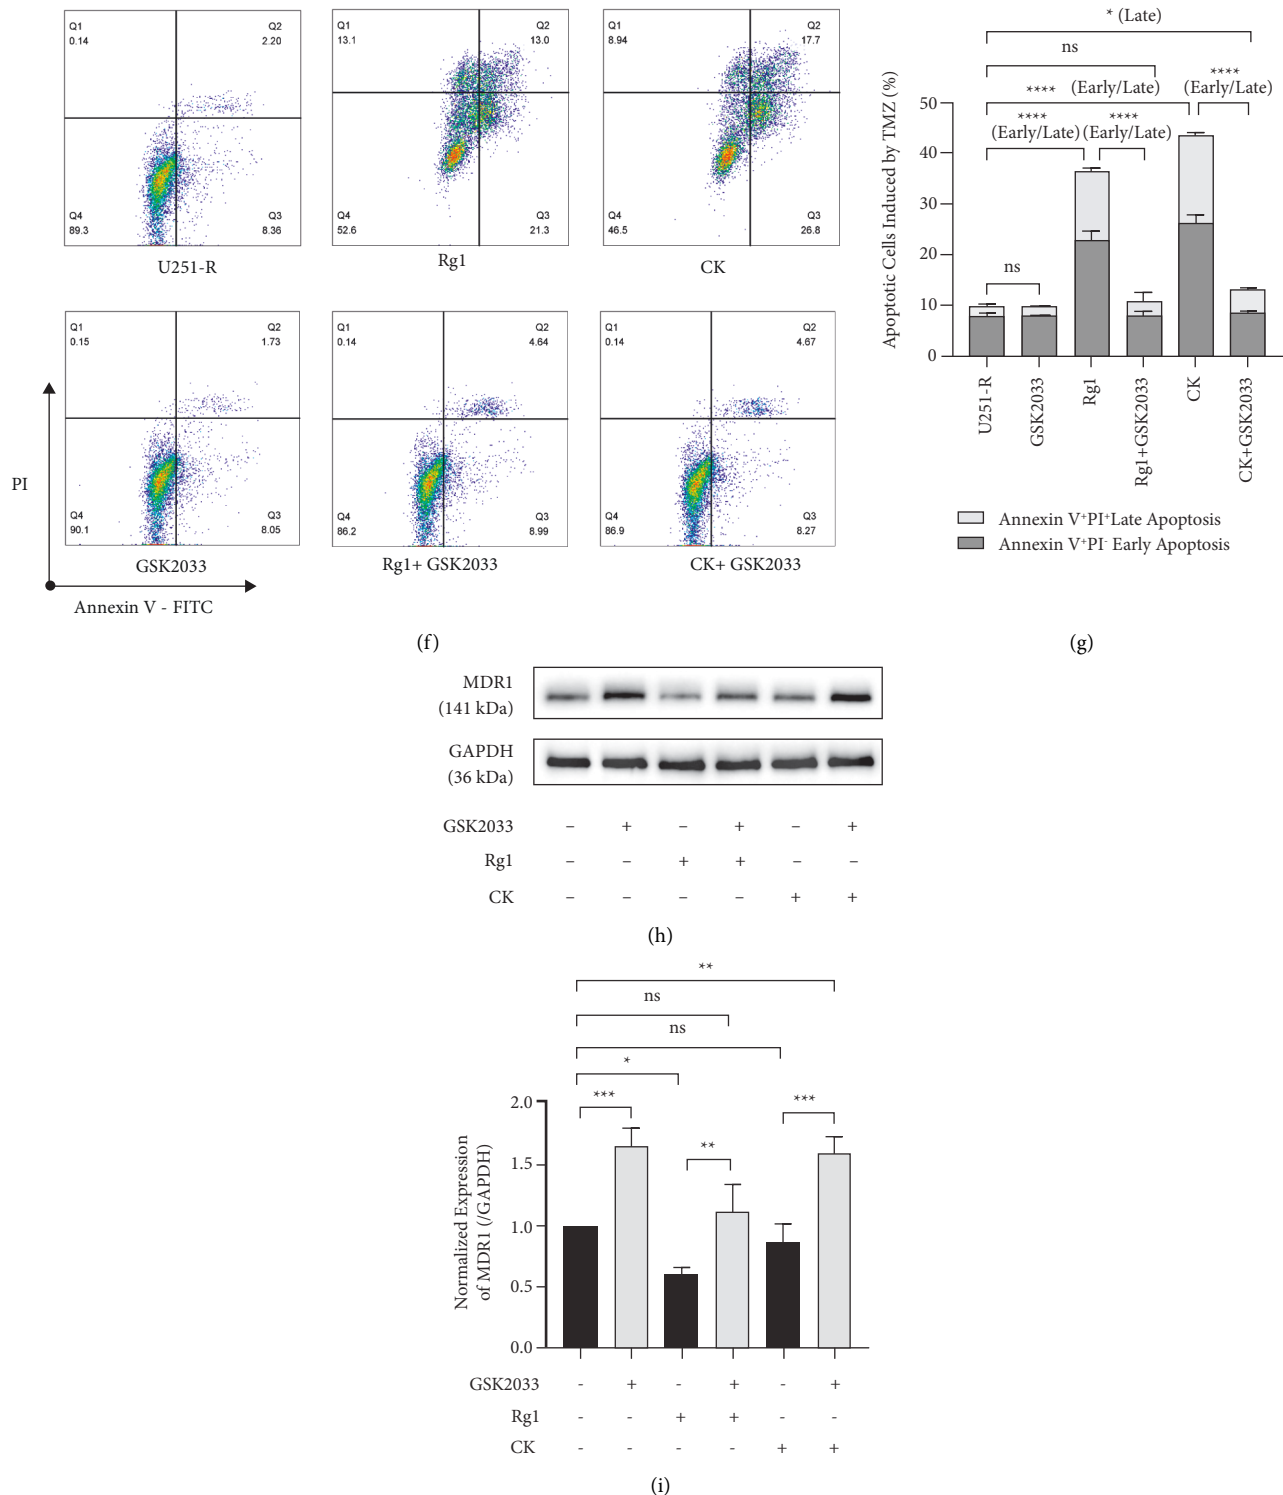 Q1
0.14
Q2
2.20
Q4
89.3
Q3
8.36
U251-R
Q1
13.1
Q2
13.0
Q4
52.6
Q3
21.3
Rg1
Q1
8.94
Q2
17.7
Q4
46.5
Q3
26.8
CK
Q1
0.15
Q2
1.73
Q4
90.1
Q3
8.05
GSK2033
Q1
0.14
Q2
4.64
Q4
86.2
Q3
8.99
Rg1+ GSK2033
Q1
0.14
Q2
4.67
Q4
86.9
Q3
8.27
CK+ GSK2033
PI
Annexin V - FITC
(f)
* (Late)
ns
****
(Early/Late)
****
(Early/Late)
****
(Early/Late)
****
(Early/Late)
ns
Apoptotic Cells Induced by TMZ (%)
50
40
30
20
10
0
U251-R
GSK2033
Rg1
Rg1+GSK2033
CK
CK+GSK2033
Annexin V⁺PI⁺Late Apoptosis
Annexin V⁺PI⁻ Early Apoptosis
(g)
MDR1
(141 kDa)
GAPDH
(36 kDa)
GSK2033 – + – + – +
Rg1 – – + + – –
CK – – – – + +
(h)
**
ns
ns
*
***
**
***
Normalized Expression
of MDR1 (/GAPDH)
2.0
1.5
1.0
0.5
0.0
GSK2033 - + - + - +
Rg1 - - + + - -
CK - - - - + +
(i)